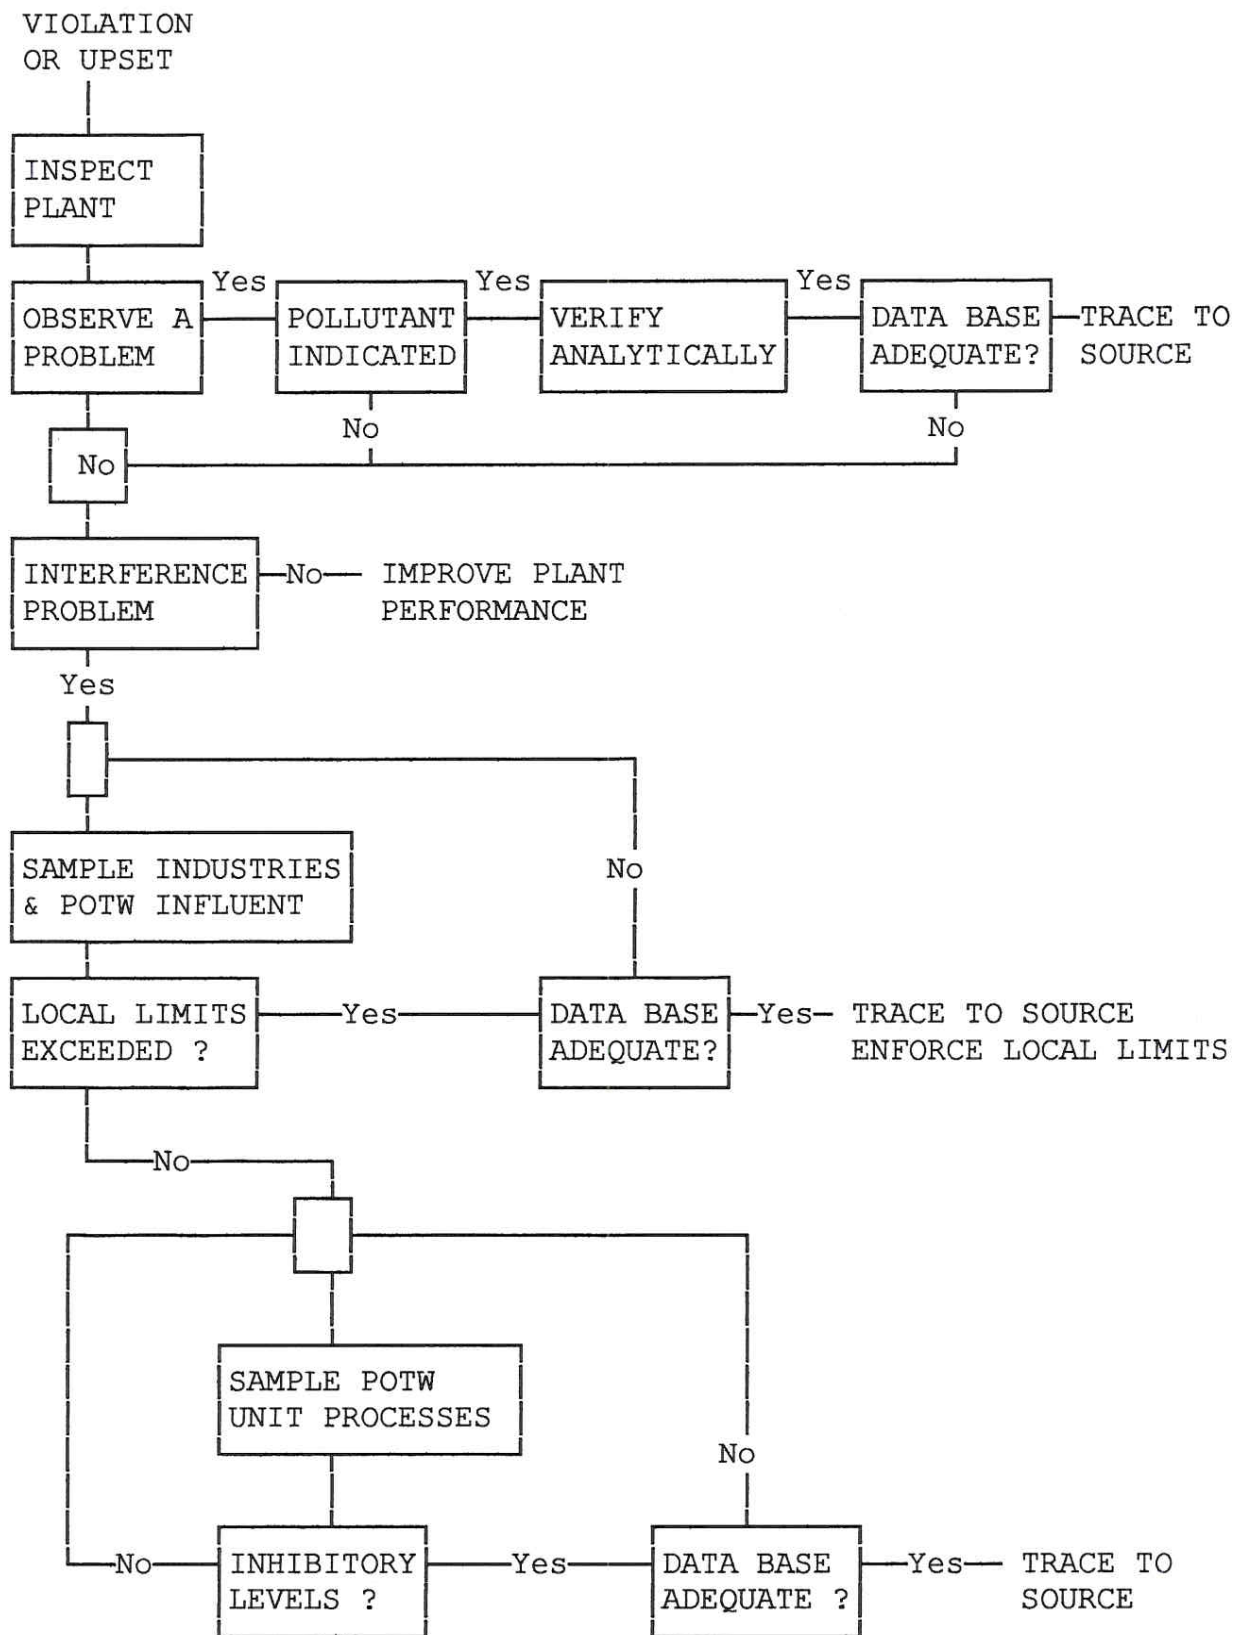 VIOLATION
OR UPSET
INSPECT
PLANT
Yes
Yes
Yes
OBSERVE A
PROBLEM
POLLUTANT
INDICATED
VERIFY
ANALYTICALLY
DATA BASE
ADEQUATE?
TRACE TO
SOURCE
No
No
No
INTERFERENCE
PROBLEM
No
IMPROVE PLANT
PERFORMANCE
Yes
SAMPLE INDUSTRIES
& POTW INFLUENT
No
LOCAL LIMITS
EXCEEDED ?
Yes
DATA BASE
ADEQUATE?
Yes
TRACE TO SOURCE
ENFORCE LOCAL LIMITS
No
SAMPLE POTW
UNIT PROCESSES
No
No
INHIBITORY
LEVELS ?
Yes
DATA BASE
ADEQUATE ?
Yes
TRACE TO
SOURCE